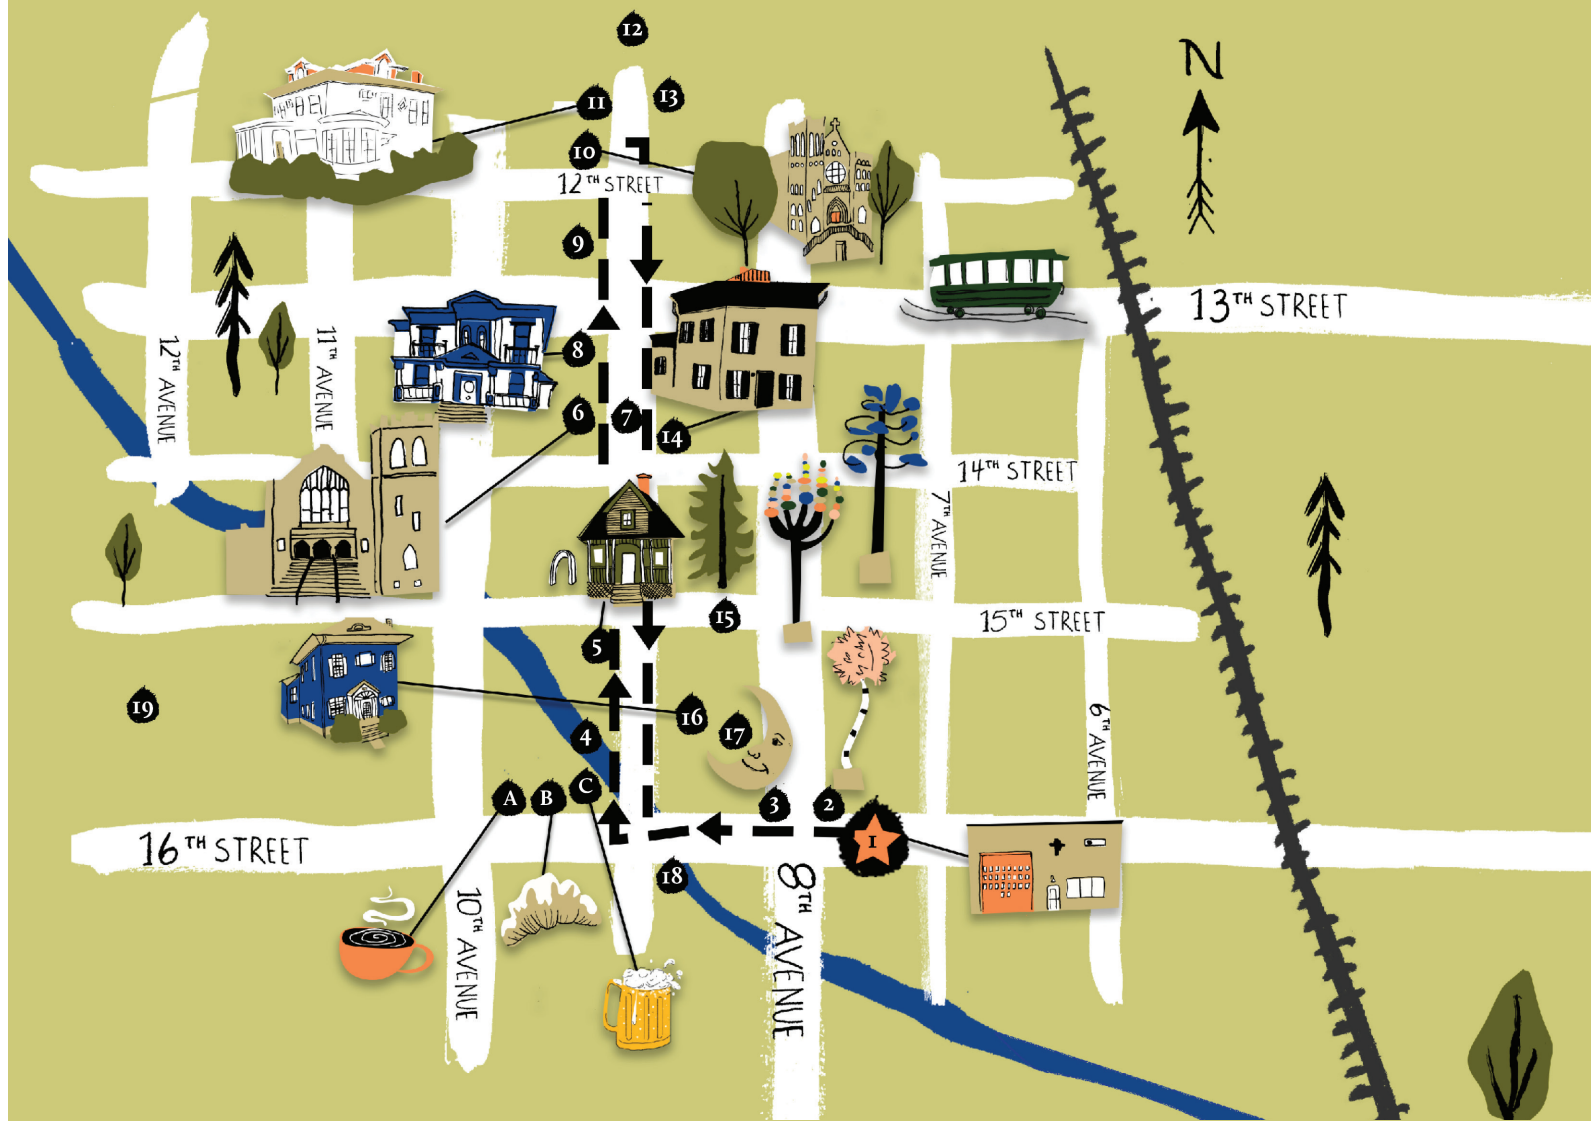 12
N
11
13
10
12TH STREET
9
13TH STREET
8
12TH AVENUE
11TH AVENUE
6
7
14
14TH STREET
7TH AVENUE
15
15TH STREET
5
19
16
17
6TH AVENUE
4
A
B
C
3
2
1
16TH STREET
18
8TH AVENUE
10TH AVENUE